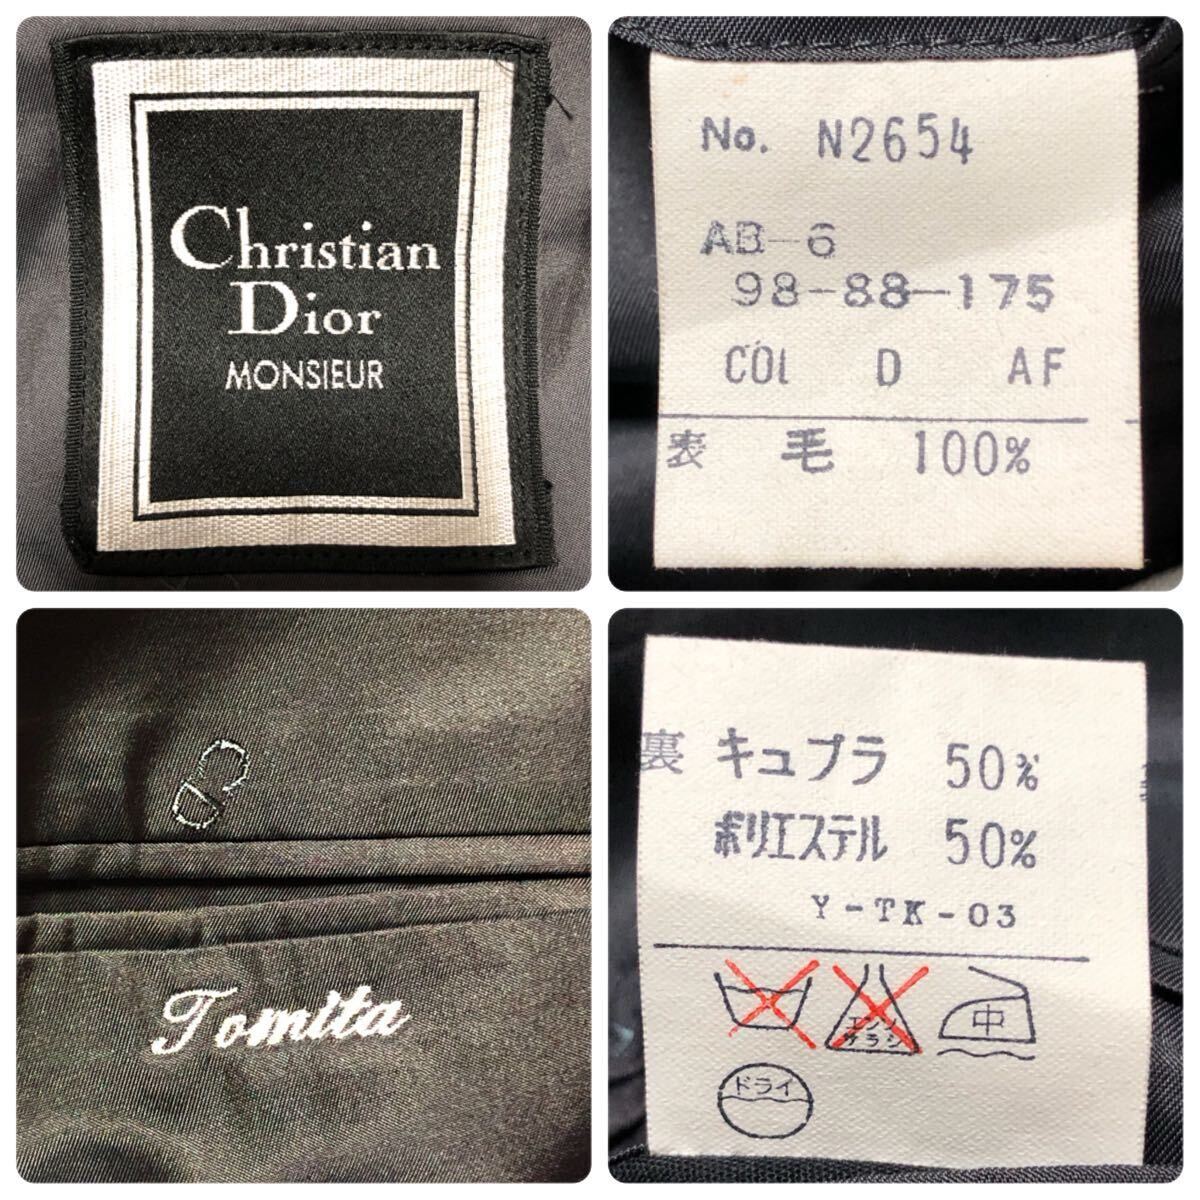 Christian
Dior
MONSIEUR
No. N2654
AB-6
98-88-175
COL D AF
表 毛 100%
Tomita
裏 キュプラ 50%
ポリエステル 50%
Y-TK-03
エンソ
サラシ
中
ドライ